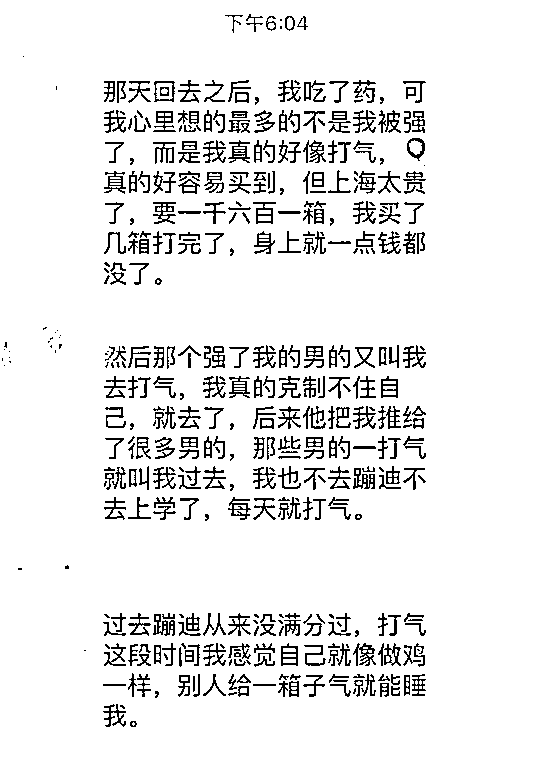 下午6:04
那天回去之后，我吃了药，可
我心里想的最多的不是我被强
了，而是我真的好像打气，Q
真的好容易买到，但上海太贵
了，要一千六百一箱，我买了
几箱打完了，身上就一点钱都
没了。
然后那个强了我的男的又叫我
去打气，我真的克制不住自
己，就去了，后来他把我推给
了很多男的，那些男的一打气
就叫我过去，我也不去蹦迪不
去上学了，每天就打气。
过去蹦迪从来没满分过，打气
这段时间我感觉自己就像做鸡
一样，别人给一箱子气就能睡
我。